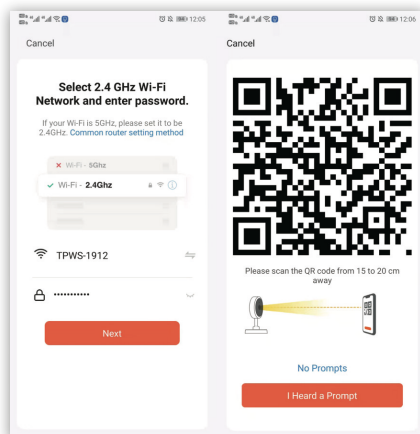 12:05
Cancel
Select 2.4 GHz Wi-Fi
Network and enter password.
If your Wi-Fi is 5GHz, please set it to be
2.4GHz. Common router setting method
Wi-Fi - 5Ghz
Wi-Fi - 2.4Ghz
TPWS-1912
•••••••••••
Next
12:06
Cancel
Please scan the QR code from 15 to 20 cm
away
No Prompts
I Heard a Prompt